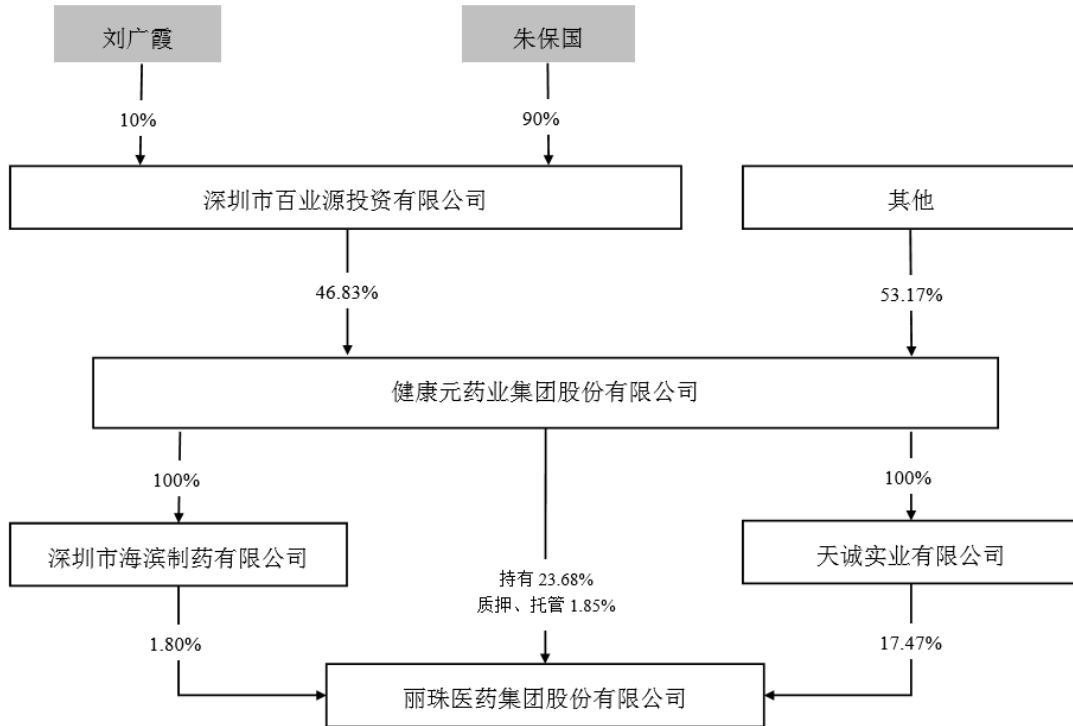 刘广霞
朱保国
10%
90%
深圳市百业源投资有限公司
其他
46.83%
53.17%
健康元药业集团股份有限公司
100%
100%
深圳市海滨制药有限公司
天诚实业有限公司
持有 23.68%
质押、托管 1.85%
1.80%
17.47%
丽珠医药集团股份有限公司